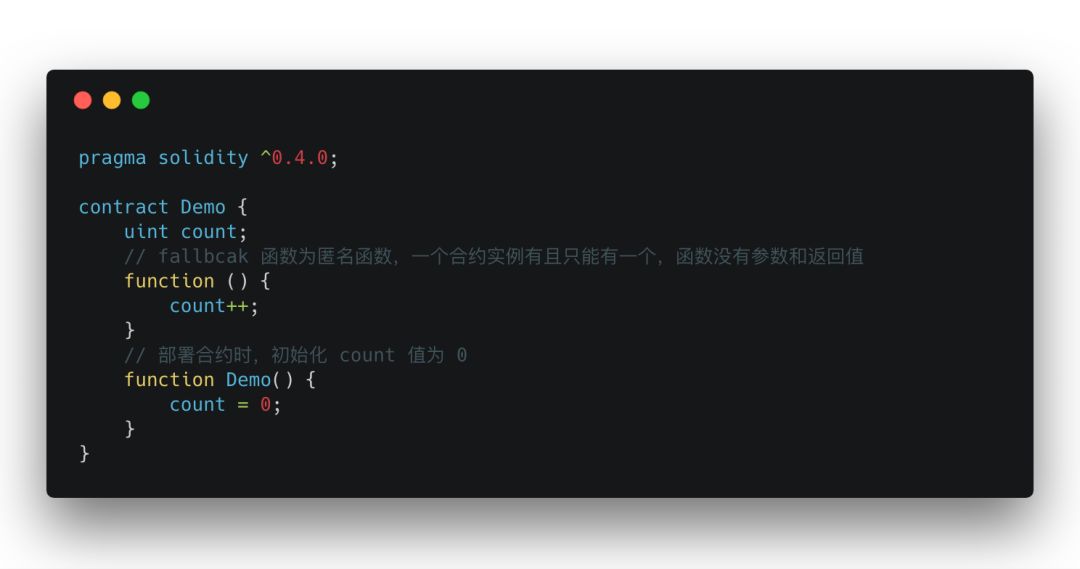 pragma solidity ^0.4.0;
contract Demo {
uint count;
// fallbcak 函数为匿名函数，一个合约实例有且只能有一个，函数没有参数和返回值
function () {
count++;
}
// 部署合约时，初始化 count 值为 0
function Demo() {
count = 0;
}
}